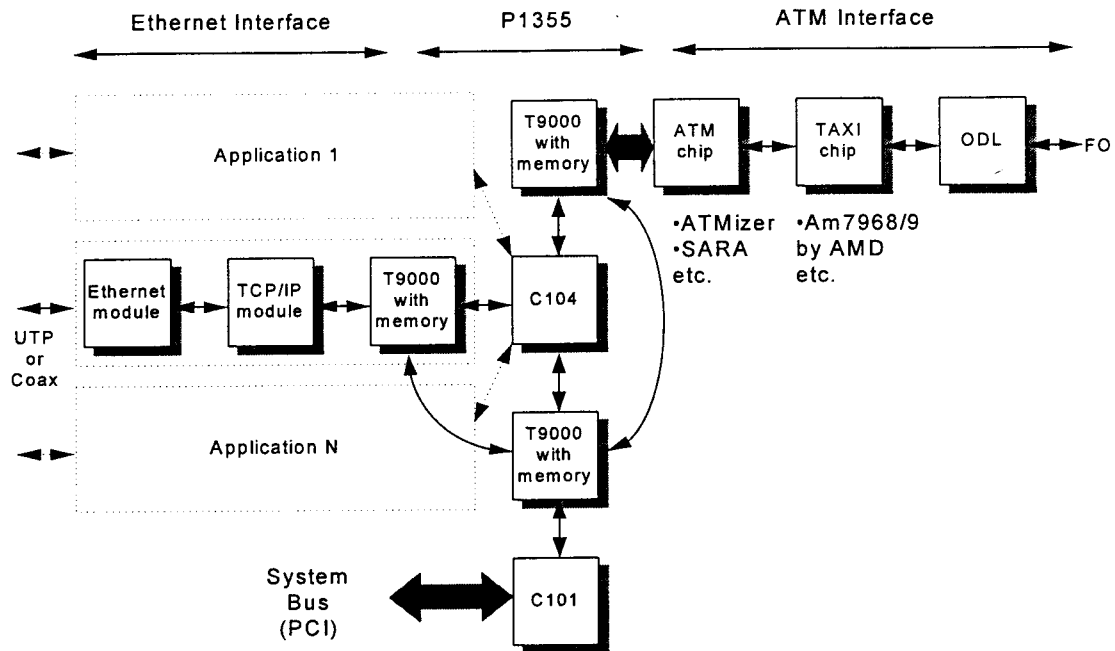 Ethernet Interface
P1355
ATM Interface
Application 1
T9000
with
memory
ATM
chip
TAXI
chip
ODL
FO
•ATMizer
•SARA
etc.
•Am7968/9
by AMD
etc.
Ethernet
module
TCP/IP
module
T9000
with
memory
C104
UTP
or
Coax
Application N
T9000
with
memory
System
Bus
(PCI)
C101